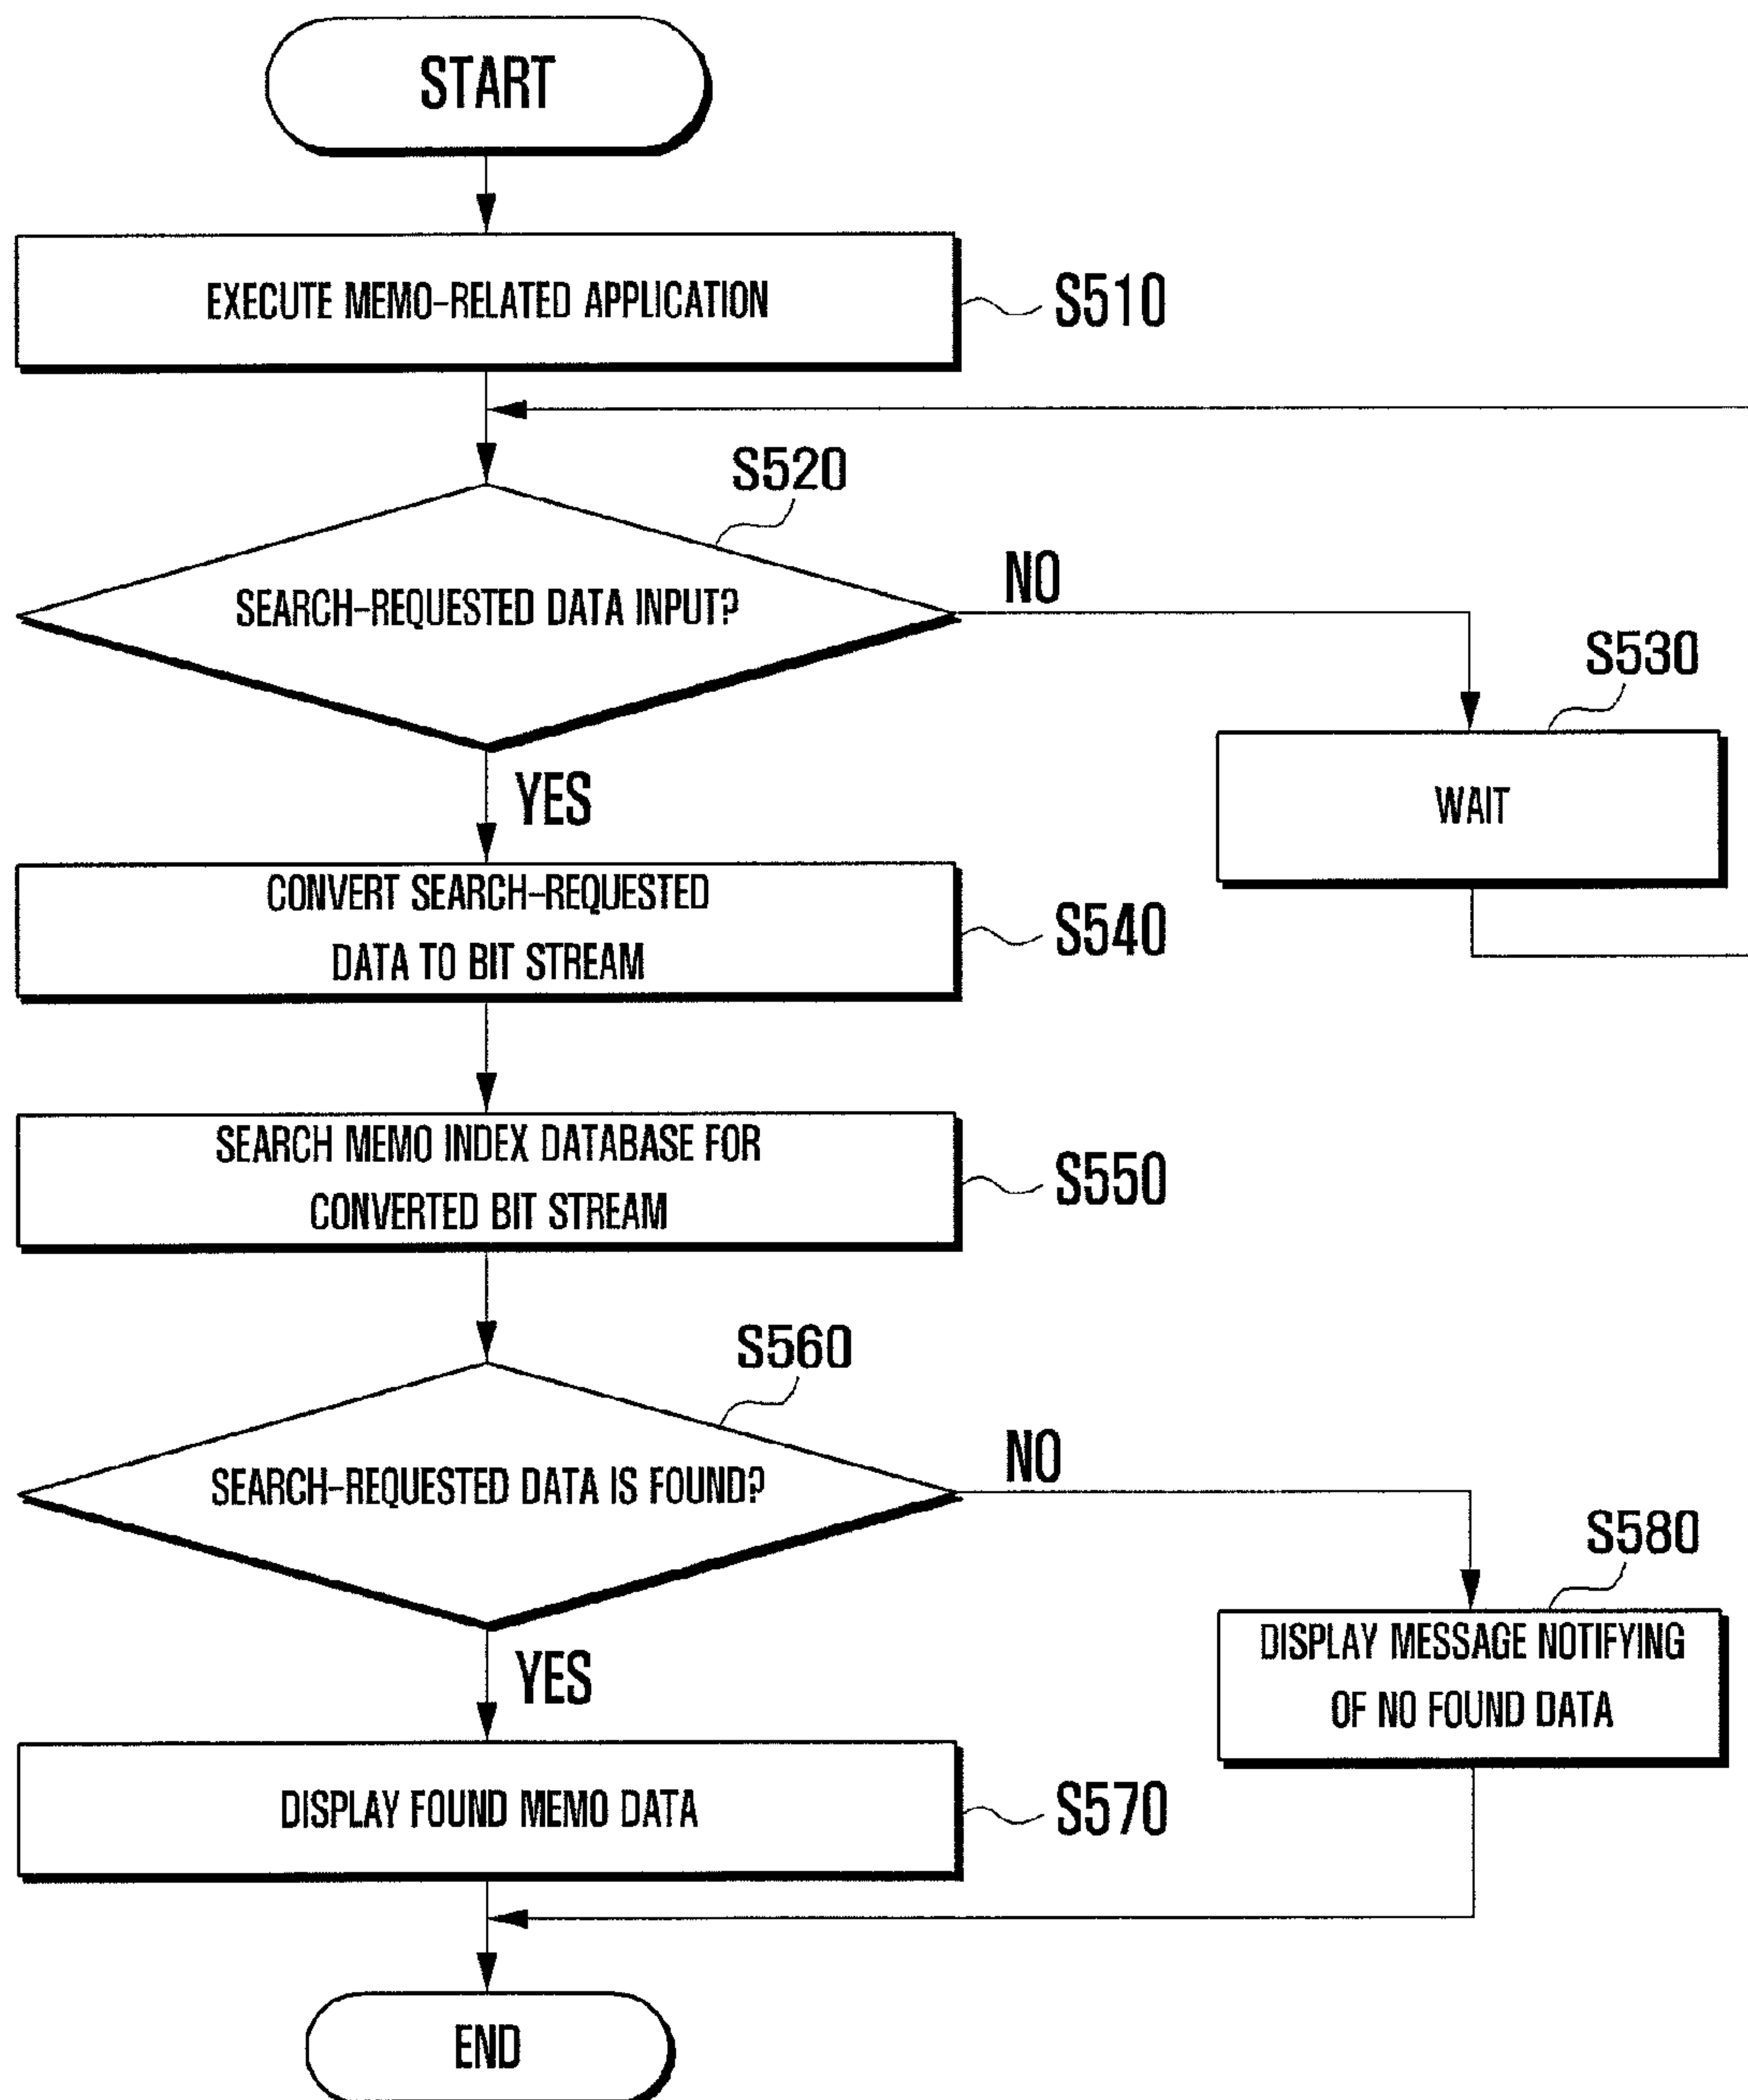 START
EXECUTE MEMO-RELATED APPLICATION
S510
S520
SEARCH-REQUESTED DATA INPUT?
NO
S530
WAIT
YES
CONVERT SEARCH-REQUESTED
DATA TO BIT STREAM
S540
SEARCH MEMO INDEX DATABASE FOR
CONVERTED BIT STREAM
S550
S560
SEARCH-REQUESTED DATA IS FOUND?
NO
S580
DISPLAY MESSAGE NOTIFYING
OF NO FOUND DATA
YES
DISPLAY FOUND MEMO DATA
S570
END